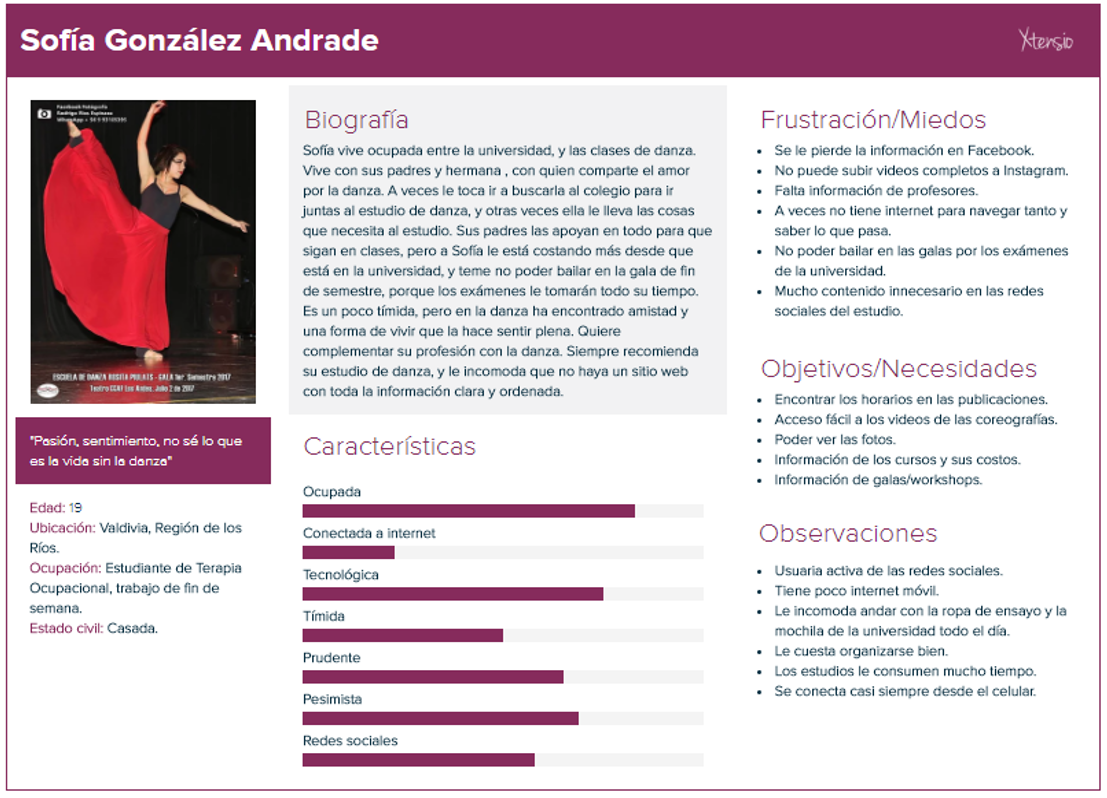 Sofía González Andrade
Xtensio
Facebook Fotografía
Rodrigo Ríos Espinoza
ESCUELA DE DANZA ROSITA PIULATS - GALA 1er. Semestre 2017
Teatro CCAF Los Andes, Julio 2 de 2017
"Pasión, sentimiento, no sé lo que
es la vida sin la danza"
Edad: 19
Ubicación: Valdivia, Región de los
Ríos.
Ocupación: Estudiante de Terapia
Ocupacional, trabajo de fin de
semana.
Estado civil: Casada.
Biografía
Sofía vive ocupada entre la universidad, y las clases de danza.
Vive con sus padres y hermana , con quien comparte el amor
por la danza. A veces le toca ir a buscarla al colegio para ir
juntas al estudio de danza, y otras veces ella le lleva las cosas
que necesita al estudio. Sus padres las apoyan en todo para que
sigan en clases, pero a Sofía le está costando más desde que
está en la universidad, y teme no poder bailar en la gala de fin
de semestre, porque los exámenes le tomarán todo su tiempo.
Es un poco tímida, pero en la danza ha encontrado amistad y
una forma de vivir que la hace sentir plena. Quiere
complementar su profesión con la danza. Siempre recomienda
su estudio de danza, y le incomoda que no haya un sitio web
con toda la información clara y ordenada.
Características
Ocupada
Conectada a internet
Tecnológica
Tímida
Prudente
Pesimista
Redes sociales
Frustración/Miedos
• Se le pierde la información en Facebook.
• No puede subir videos completos a Instagram.
• Falta información de profesores.
• A veces no tiene internet para navegar tanto y
saber lo que pasa.
• No poder bailar en las galas por los exámenes
de la universidad.
• Mucho contenido innecesario en las redes
sociales del estudio.
Objetivos/Necesidades
• Encontrar los horarios en las publicaciones.
• Acceso fácil a los videos de las coreografías.
• Poder ver las fotos.
• Información de los cursos y sus costos.
• Información de galas/workshops.
Observaciones
• Usuaria activa de las redes sociales.
• Tiene poco internet móvil.
• Le incomoda andar con la ropa de ensayo y la
mochila de la universidad todo el día.
• Le cuesta organizarse bien.
• Los estudios le consumen mucho tiempo.
• Se conecta casi siempre desde el celular.